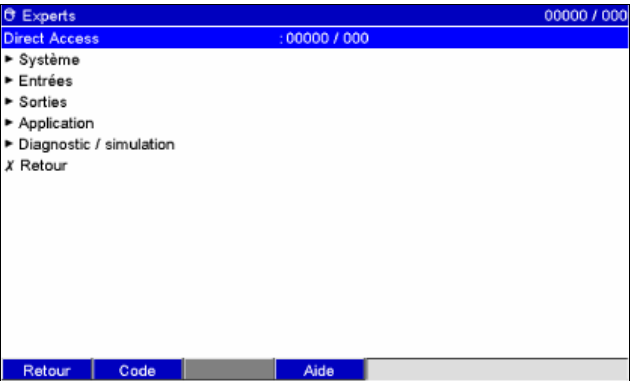 Experts 00000 / 000
Direct Access : 00000 / 000
► Système
► Entrées
► Sorties
► Application
► Diagnostic / simulation
X Retour
Retour Code Aide